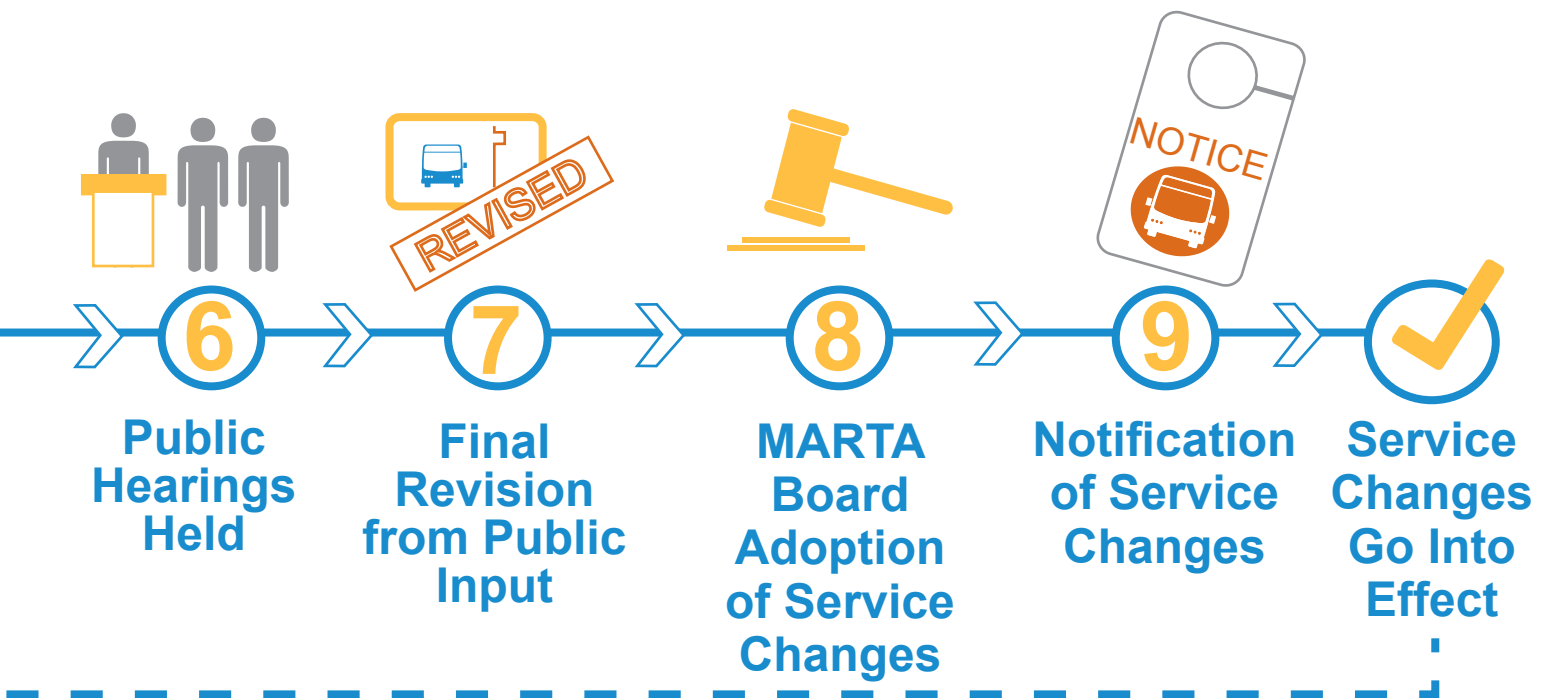 NOTICE
REVISED
6
7
8
9
Public
Hearings
Held
Final
Revision
from Public
Input
MARTA
Board
Adoption
of Service
Changes
Notification
of Service
Changes
Service
Changes
Go Into
Effect